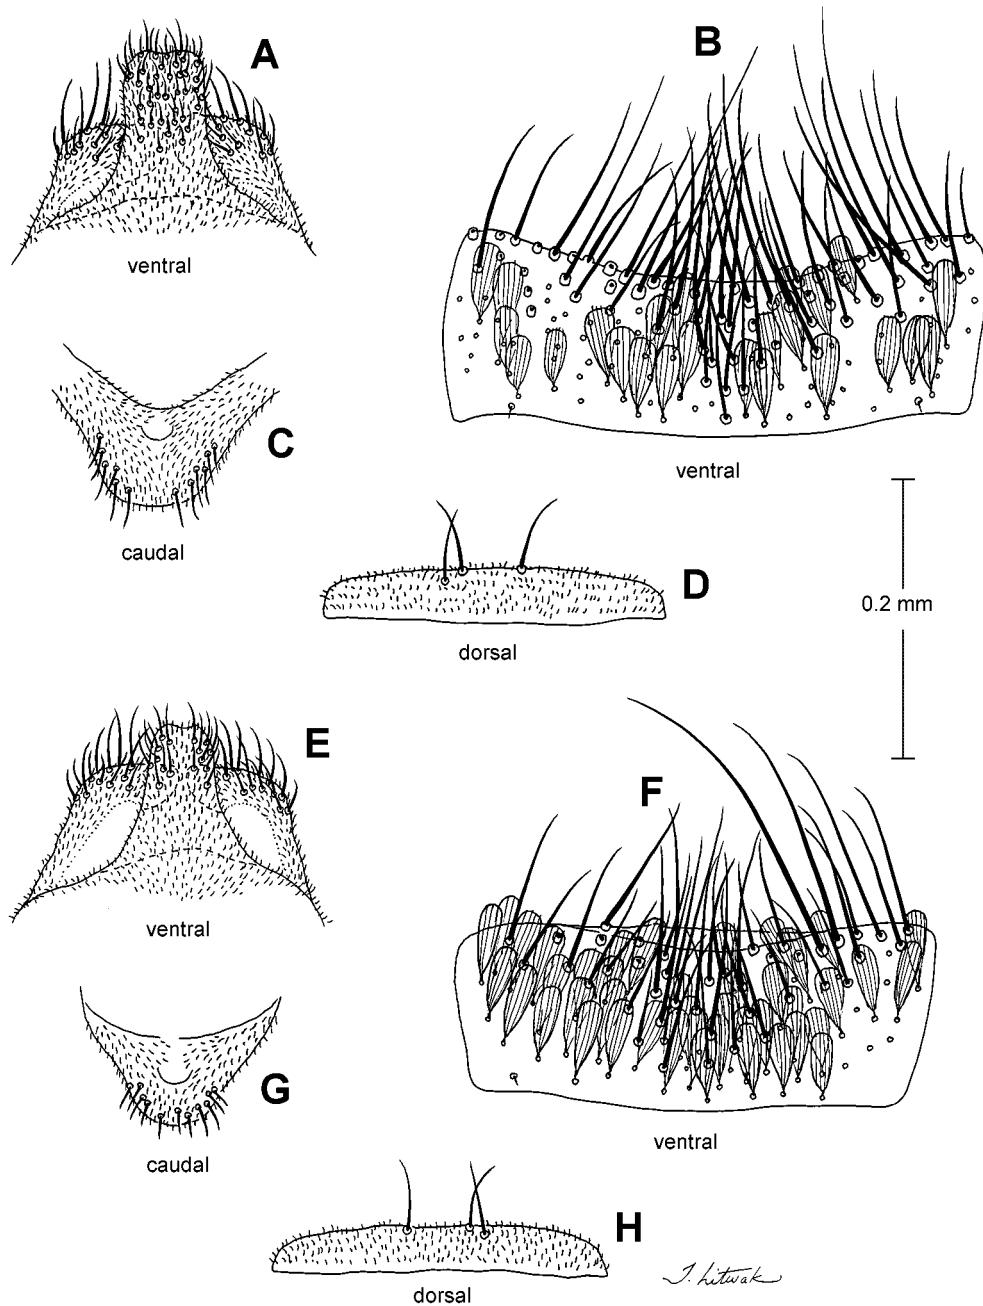 A
B
ventral
C
ventral
caudal
D
0.2 mm
dorsal
E
F
ventral
G
ventral
caudal
H
dorsal
J. Litwak